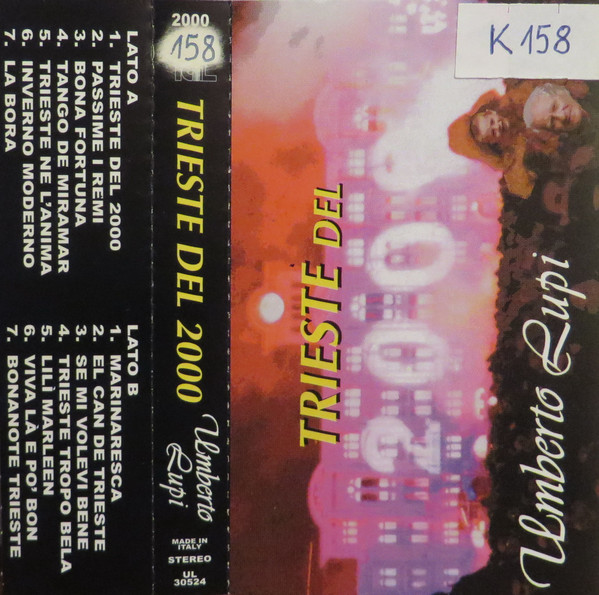 LATO A
1. TRIESTE DEL 2000
2. PASSIME I REMI
3. BONA FORTUNA
4. TANGO DE MIRAMAR
5. TRIESTE NE L'ANIMA
6. INVERNO MODERNO
7. LA BORA
LATO B
1. MARINARESCA
2. EL CAN DE TRIESTE
3. SE MI VOLEVI BENE
4. TRIESTE TROPO BELA
5. LILÌ MARLEEN
6. VIVA LÀ E PO' BON
7. BONANOTE TRIESTE
2000
158
TRIESTE DEL 2000
Umberto
Lupi
MADE IN
ITALY
STEREO
UL
30524
K 158
TRIESTE DEL
2000
Umberto Lupi